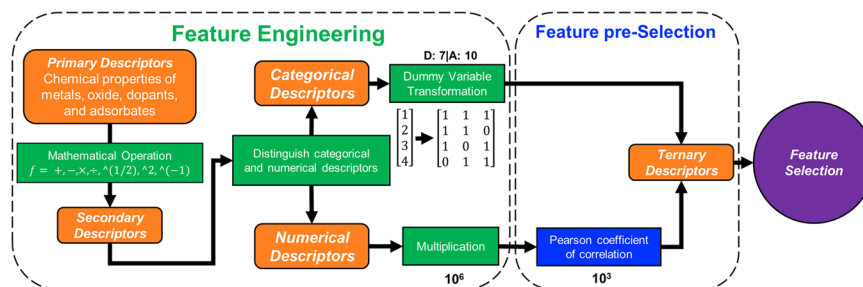 Feature Engineering
Primary Descriptors
Chemical properties of
metals, oxide, dopants,
and adsorbates
Mathematical Operation
f = +,−,×,÷,^(1/2),^2,^(−1)
Secondary
Descriptors
Distinguish categorical
and numerical descriptors
Categorical
Descriptors
D: 7|A: 10
Dummy Variable
Transformation
[1] [1 1 1]
[2] [1 1 0]
[3] [1 0 1]
[4] [0 1 1]
Numerical
Descriptors
Multiplication
10⁶
Feature pre-Selection
Pearson coefficient
of correlation
10³
Ternary
Descriptors
Feature
Selection